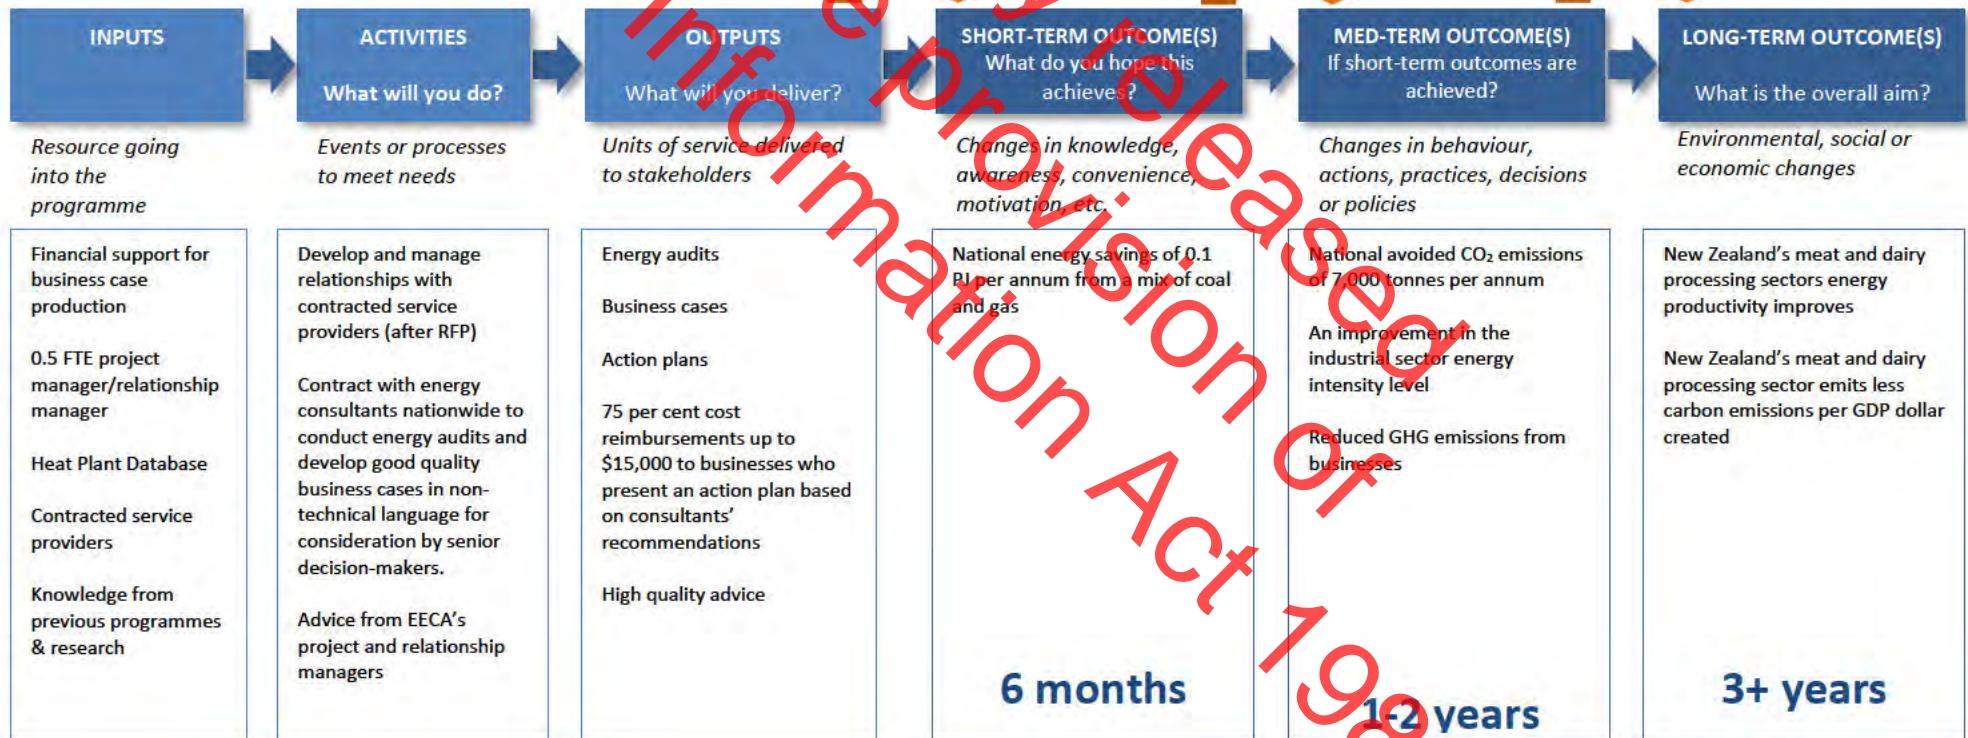 INPUTS
ACTIVITIES
What will you do?
OUTPUTS
What will you deliver?
SHORT-TERM OUTCOME(S)
What do you hope this
achieves?
MED-TERM OUTCOME(S)
If short-term outcomes are
achieved?
LONG-TERM OUTCOME(S)
What is the overall aim?
Resource going
into the
programme
Events or processes
to meet needs
Units of service delivered
to stakeholders
Changes in knowledge,
awareness, convenience,
motivation, etc.
Changes in behaviour,
actions, practices, decisions
or policies
Environmental, social or
economic changes
Financial support for
business case
production
0.5 FTE project
manager/relationship
manager
Heat Plant Database
Contracted service
providers
Knowledge from
previous programmes
& research
Develop and manage
relationships with
contracted service
providers (after RFP)
Contract with energy
consultants nationwide to
conduct energy audits and
develop good quality
business cases in non-
technical language for
consideration by senior
decision-makers.
Advice from EECA's
project and relationship
managers
Energy audits
Business cases
Action plans
75 per cent cost
reimbursements up to
$15,000 to businesses who
present an action plan based
on consultants'
recommendations
High quality advice
National energy savings of 0.1
PJ per annum from a mix of coal
and gas
6 months
National avoided CO₂ emissions
of 7,000 tonnes per annum
An improvement in the
industrial sector energy
intensity level
Reduced GHG emissions from
businesses
1-2 years
New Zealand's meat and dairy
processing sectors energy
productivity improves
New Zealand's meat and dairy
processing sector emits less
carbon emissions per GDP dollar
created
3+ years
released
provision of
Information Act 198